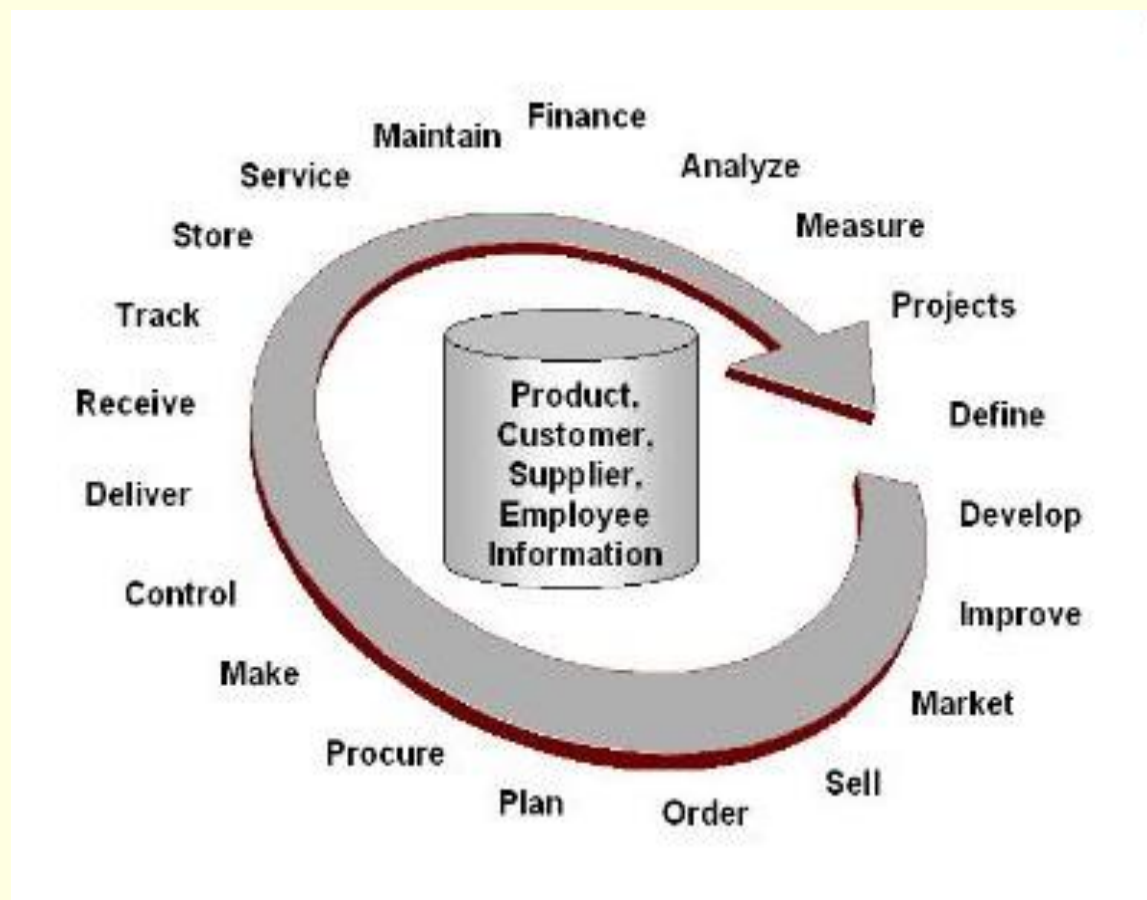 Finance
Maintain
Analyze
Service
Measure
Store
Projects
Track
Receive
Define
Deliver
Develop
Control
Improve
Make
Market
Procure
Sell
Plan
Order
Product,
Customer,
Supplier,
Employee
Information